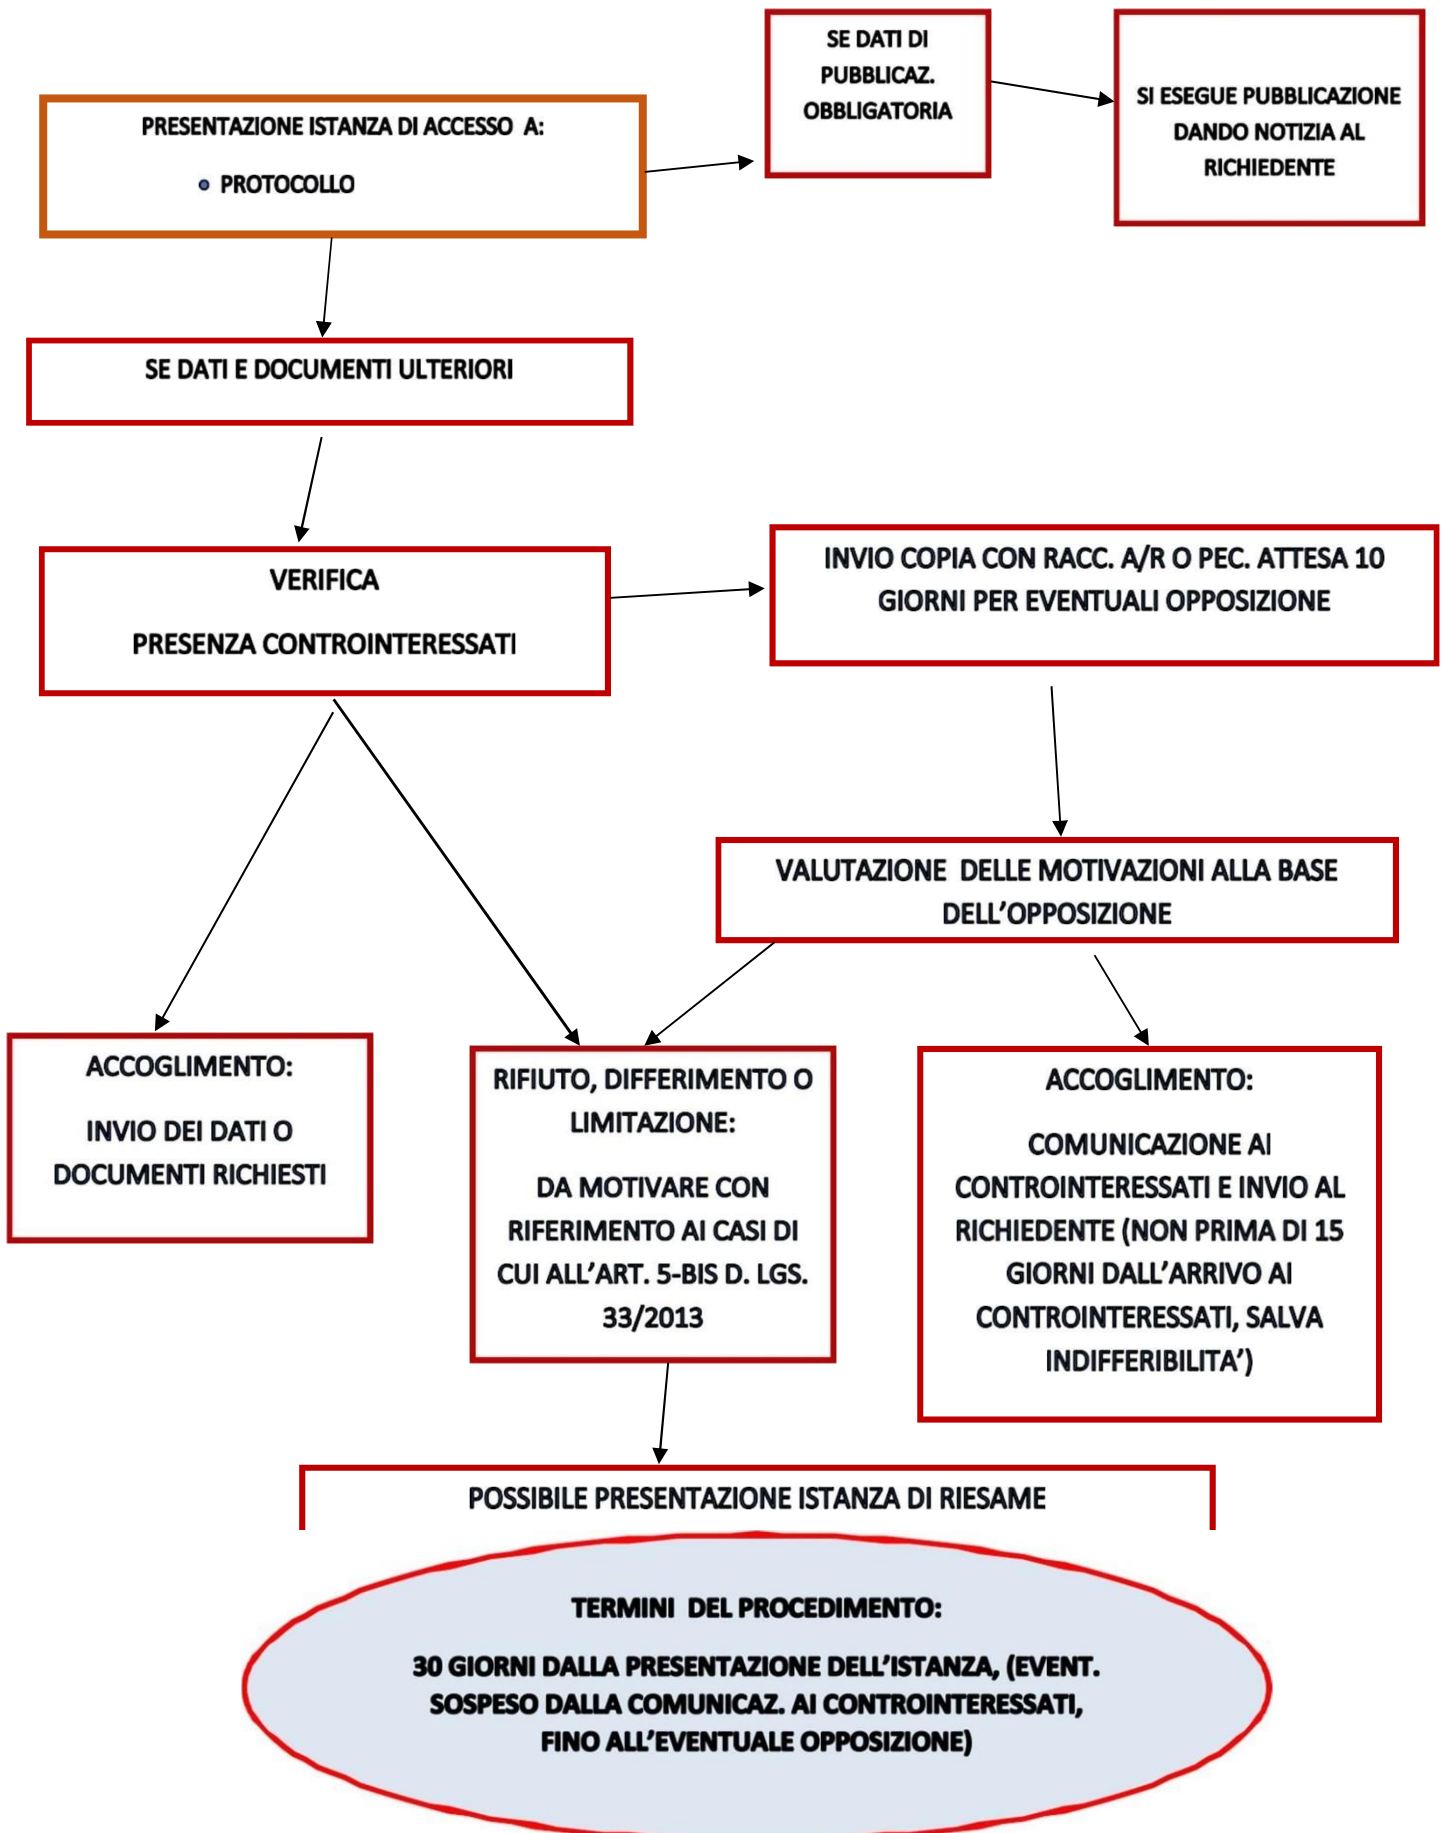 SE DATI DI
PUBBLICAZ.
OBBLIGATORIA
SI ESEGUE PUBBLICAZIONE
DANDO NOTIZIA AL
RICHIEDENTE
PRESENTAZIONE ISTANZA DI ACCESSO A:
• PROTOCOLLO
SE DATI E DOCUMENTI ULTERIORI
VERIFICA
PRESENZA CONTROINTERESSATI
INVIO COPIA CON RACC. A/R O PEC. ATTESA 10
GIORNI PER EVENTUALI OPPOSIZIONE
VALUTAZIONE DELLE MOTIVAZIONI ALLA BASE
DELL’OPPOSIZIONE
ACCOGLIMENTO:
INVIO DEI DATI O
DOCUMENTI RICHIESTI
RIFIUTO, DIFFERIMENTO O
LIMITAZIONE:
DA MOTIVARE CON
RIFERIMENTO AI CASI DI
CUI ALL’ART. 5-BIS D. LGS.
33/2013
ACCOGLIMENTO:
COMUNICAZIONE AI
CONTROINTERESSATI E INVIO AL
RICHIEDENTE (NON PRIMA DI 15
GIORNI DALL’ARRIVO AI
CONTROINTERESSATI, SALVA
INDIFFERIBILITA’)
POSSIBILE PRESENTAZIONE ISTANZA DI RIESAME
TERMINI DEL PROCEDIMENTO:
30 GIORNI DALLA PRESENTAZIONE DELL’ISTANZA, (EVENT.
SOSPESO DALLA COMUNICAZ. AI CONTROINTERESSATI,
FINO ALL’EVENTUALE OPPOSIZIONE)